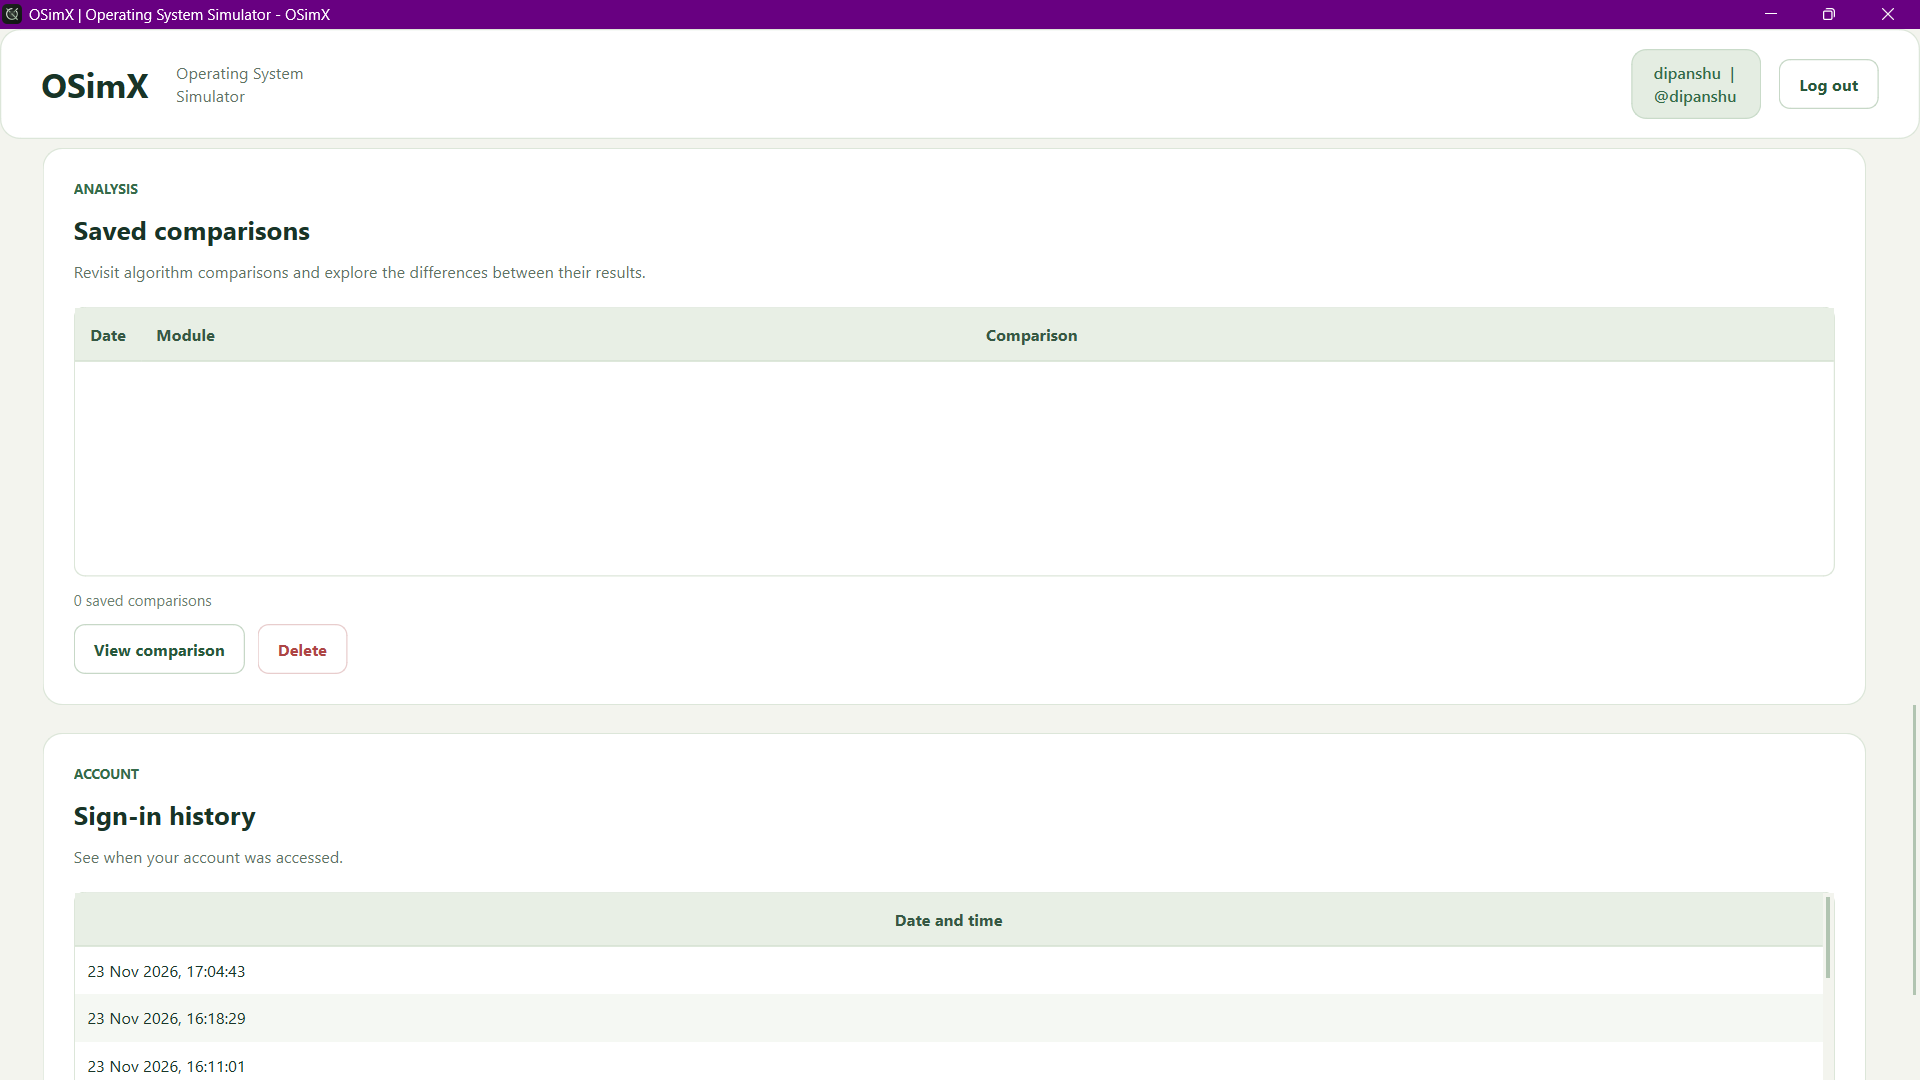 OSimX | Operating System Simulator - OSimX
OSimX
Operating System
Simulator
dipanshu |
@dipanshu
Log out
ANALYSIS
Saved comparisons
Revisit algorithm comparisons and explore the differences between their results.
Date Module Comparison
0 saved comparisons
View comparison Delete
ACCOUNT
Sign-in history
See when your account was accessed.
Date and time
23 Nov 2026, 17:04:43
23 Nov 2026, 16:18:29
23 Nov 2026, 16:11:01